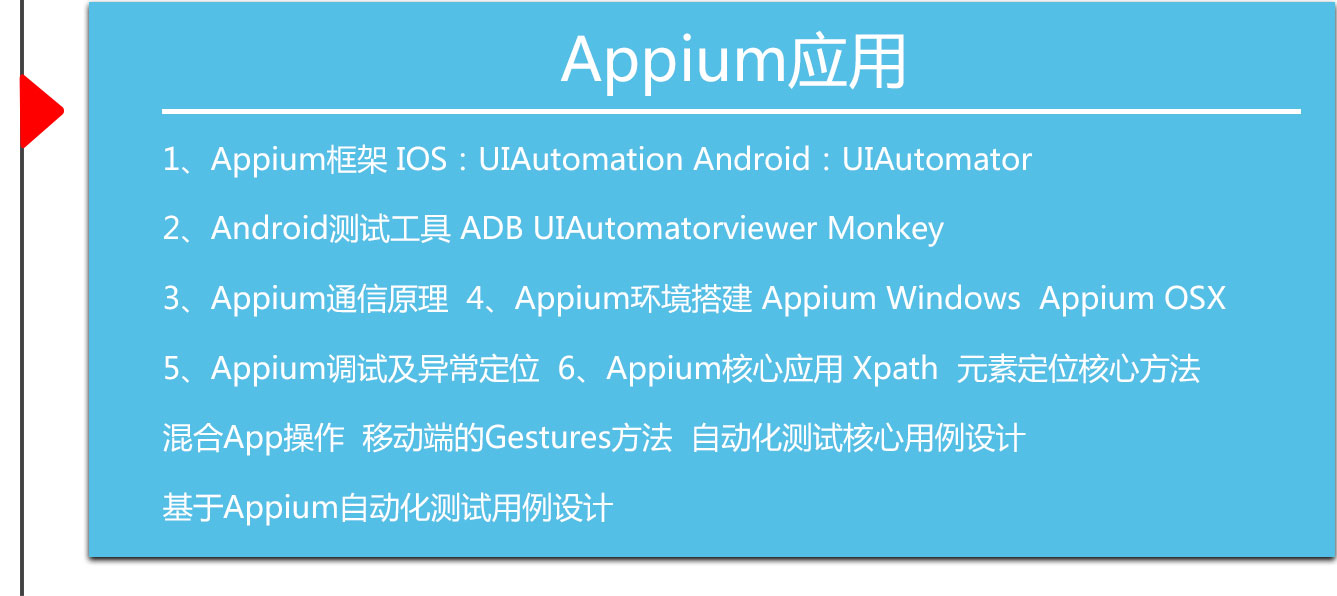 Appium应用
1、Appium框架 IOS：UIAutomation Android：UIAutomator
2、Android测试工具 ADB UIAutomatorviewer Monkey
3、Appium通信原理 4、Appium环境搭建 Appium Windows Appium OSX
5、Appium调试及异常定位 6、Appium核心应用 Xpath 元素定位核心方法
混合App操作 移动端的Gestures方法 自动化测试核心用例设计
基于Appium自动化测试用例设计